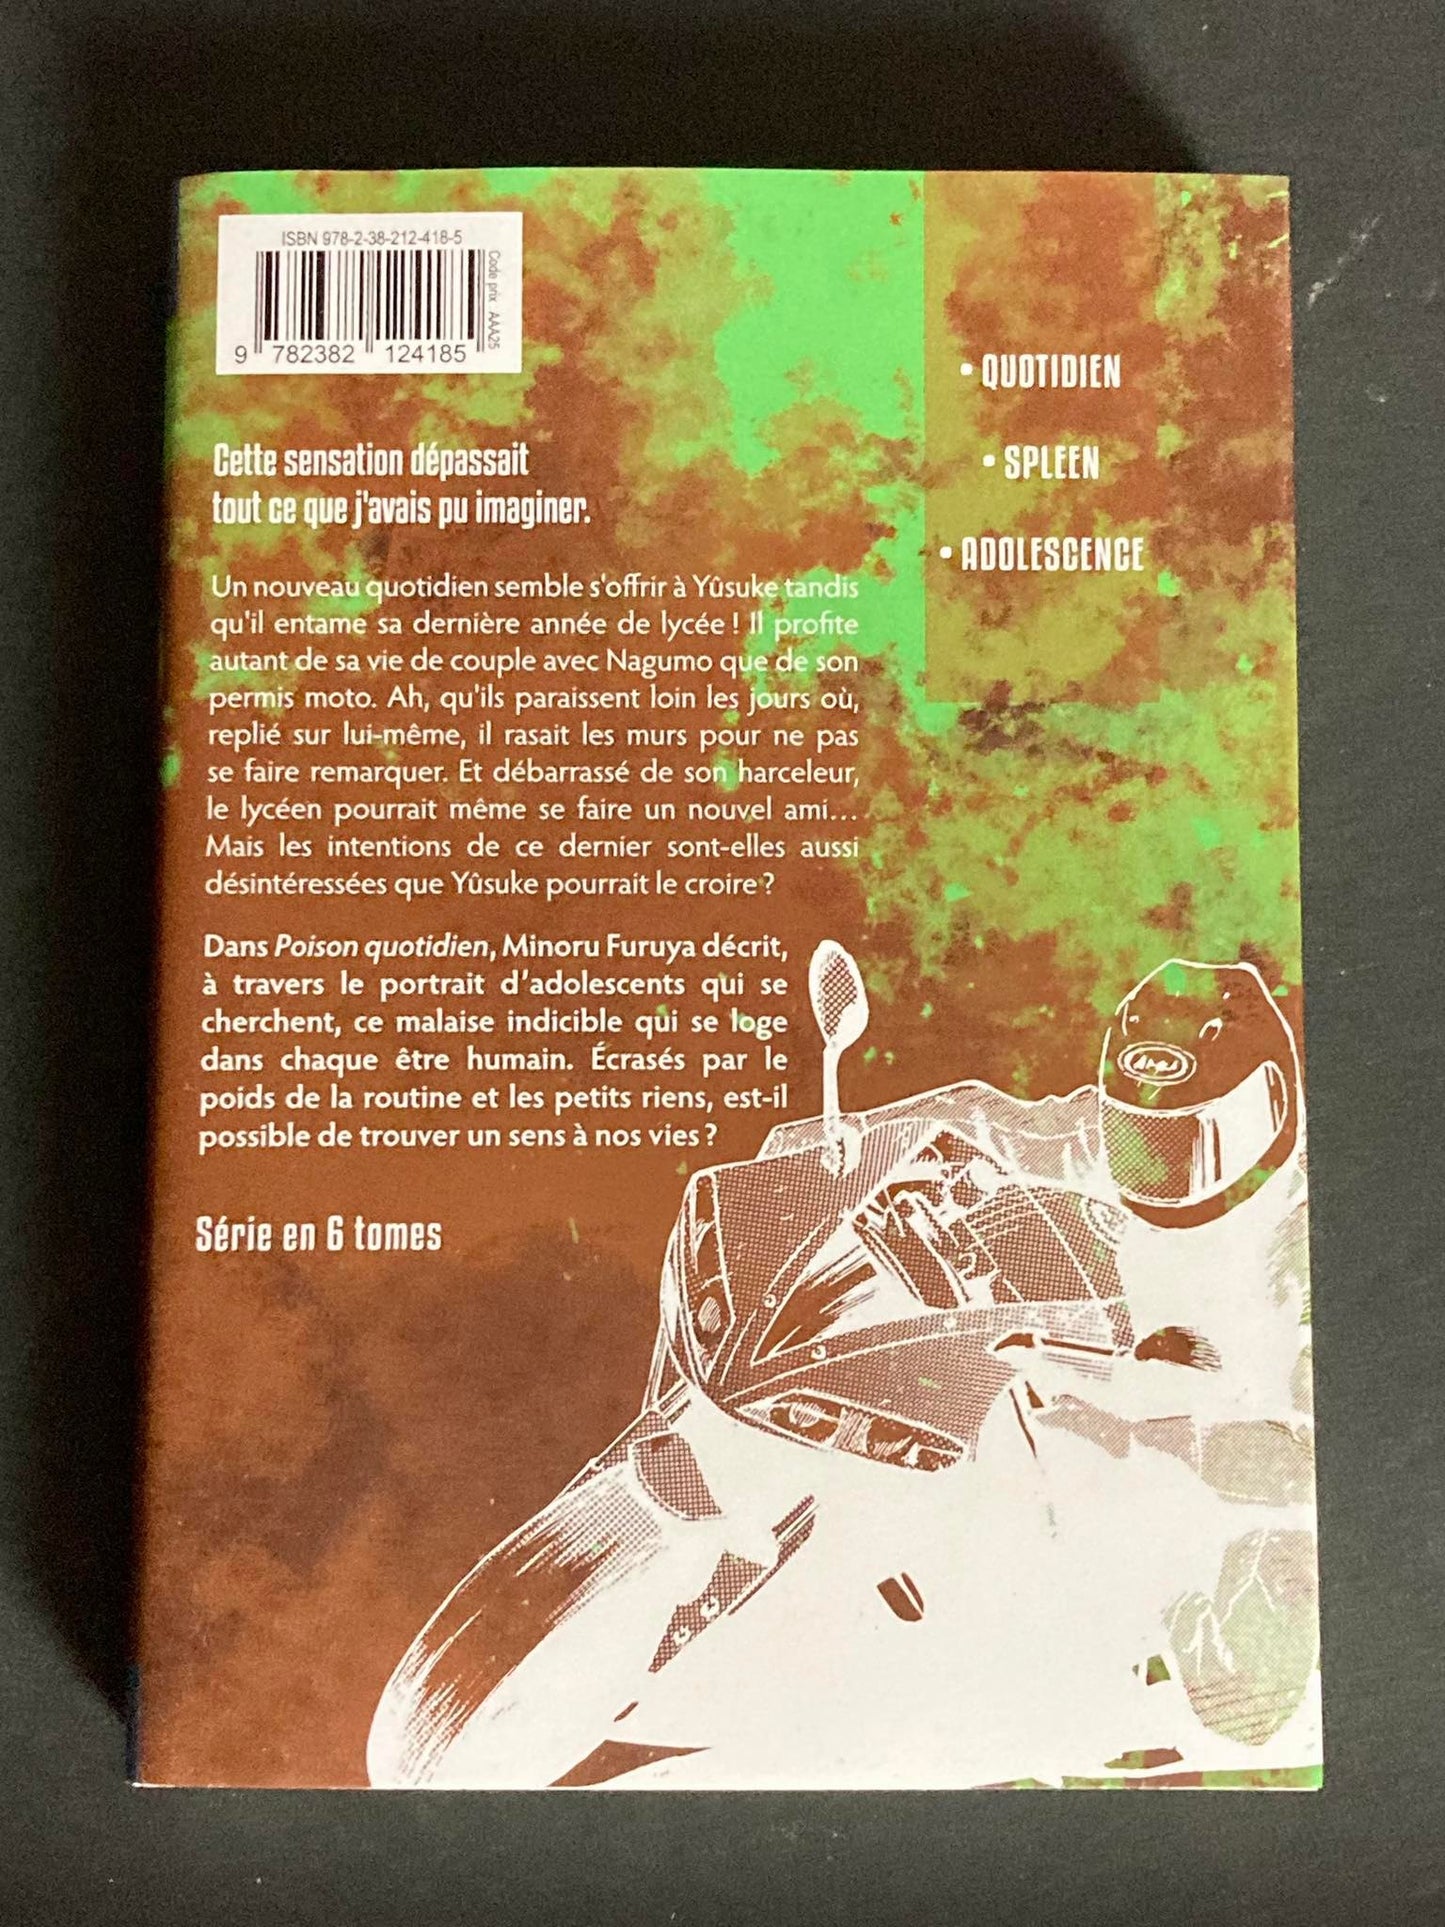 ISBN 978-2-38-212-418-5
Code prix : AAA25
9 782382 124185
• QUOTIDIEN
• SPLEEN
• ADOLESCENCE
Cette sensation dépassait
tout ce que j'avais pu imaginer.
Un nouveau quotidien semble s'offrir à Yûsuke tandis
qu'il entame sa dernière année de lycée ! Il profite
autant de sa vie de couple avec Nagumo que de son
permis moto. Ah, qu'ils paraissent loin les jours où,
replié sur lui-même, il rasait les murs pour ne pas
se faire remarquer. Et débarrassé de son harceleur,
le lycéen pourrait même se faire un nouvel ami…
Mais les intentions de ce dernier sont-elles aussi
désintéressées que Yûsuke pourrait le croire ?
Dans Poison quotidien, Minoru Furuya décrit,
à travers le portrait d'adolescents qui se
cherchent, ce malaise indicible qui se loge
dans chaque être humain. Écrasés par le
poids de la routine et les petits riens, est-il
possible de trouver un sens à nos vies ?
Série en 6 tomes